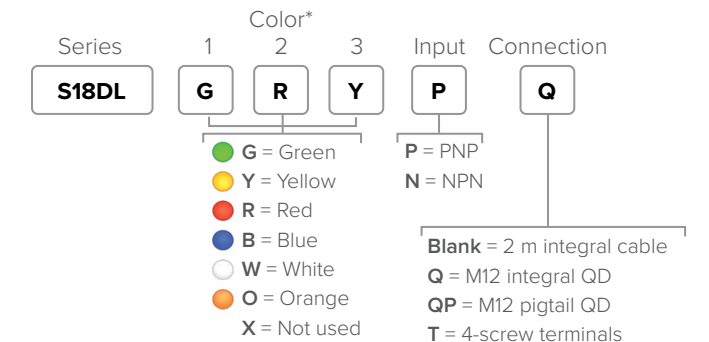 Color*
Series 1 2 3 Input Connection
S18DL G R Y P Q
G = Green
Y = Yellow
R = Red
B = Blue
W = White
O = Orange
X = Not used
P = PNP
N = NPN
Blank = 2 m integral cable
Q = M12 integral QD
QP = M12 pigtail QD
T = 4-screw terminals